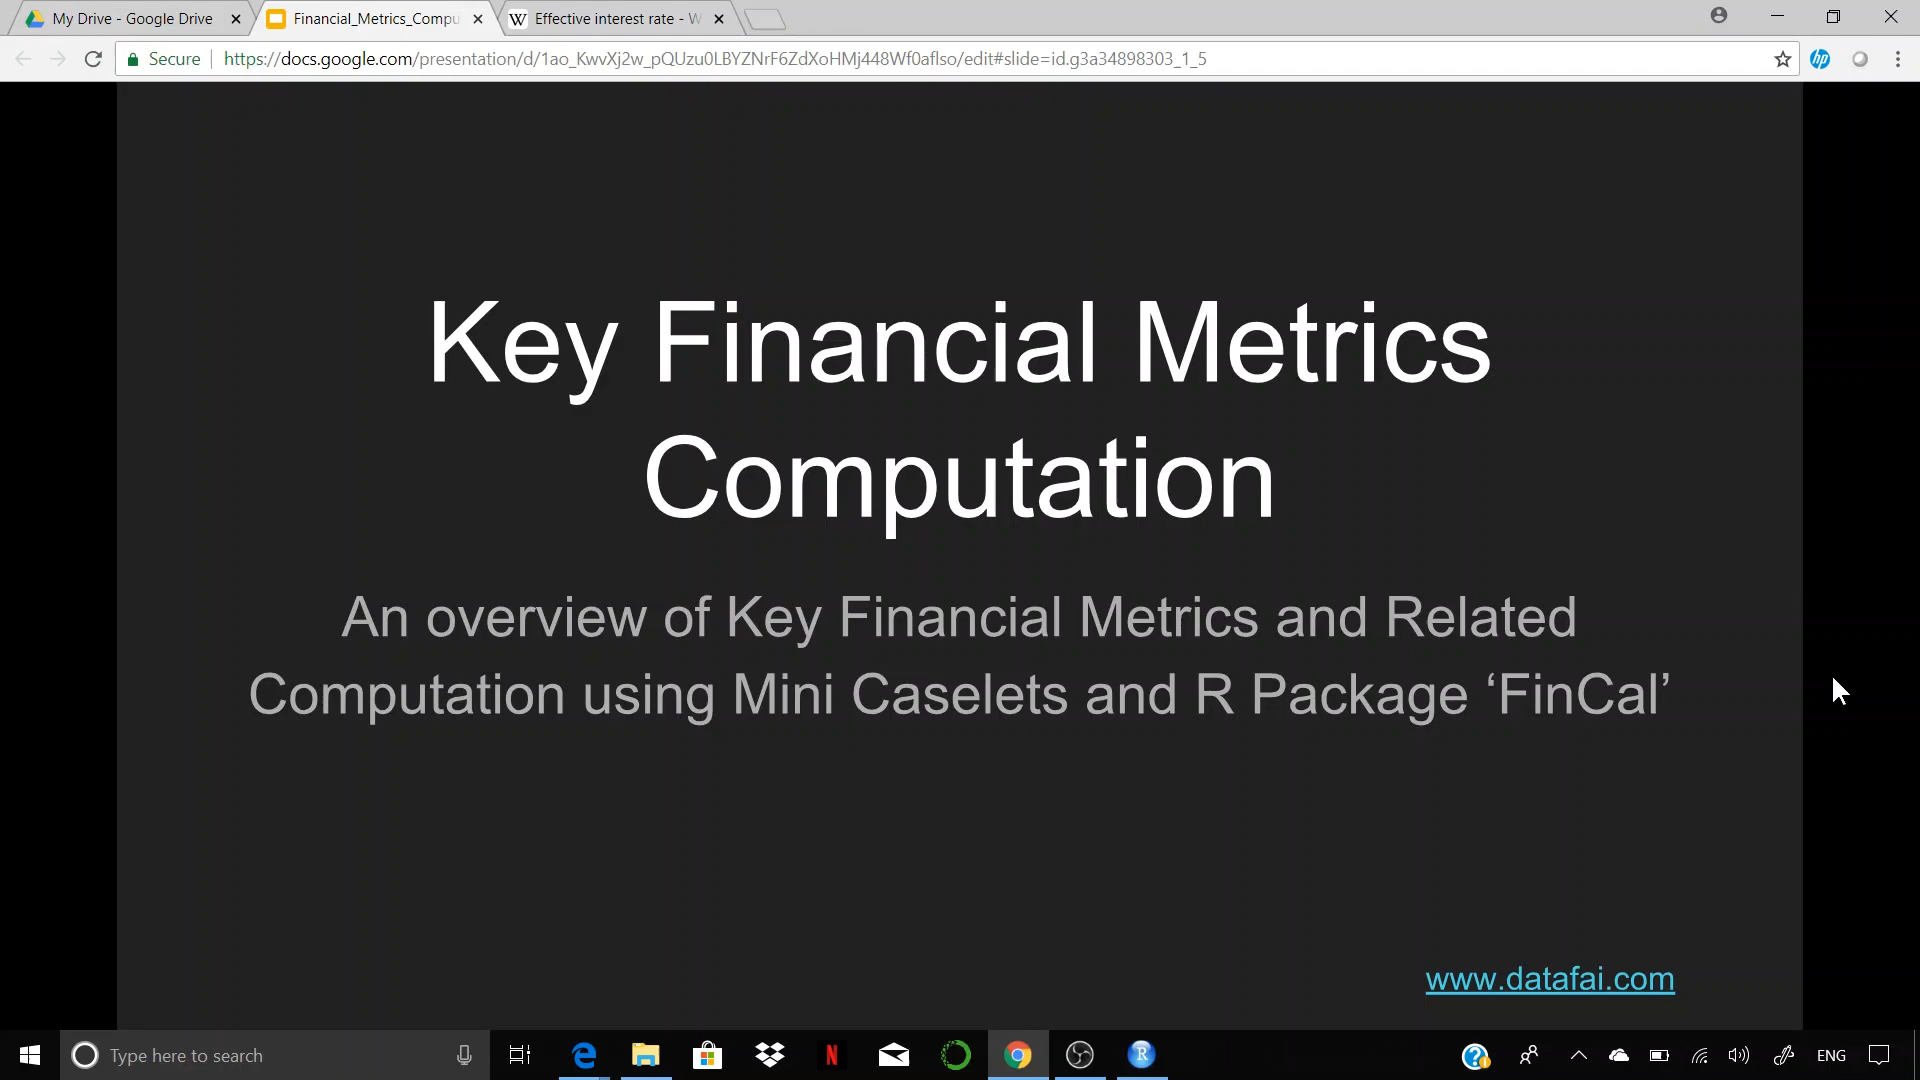 My Drive - Google Drive
Financial_Metrics_Compu
Effective interest rate - W
Secure
https://docs.google.com/presentation/d/1ao_KwvXj2w_pQUzu0LBYZNrF6ZdXoHMj448Wf0aflso/edit#slide=id.g3a34898303_1_5
Key Financial Metrics
Computation
An overview of Key Financial Metrics and Related
Computation using Mini Caselets and R Package ‘FinCal’
www.datafai.com
Type here to search
ENG